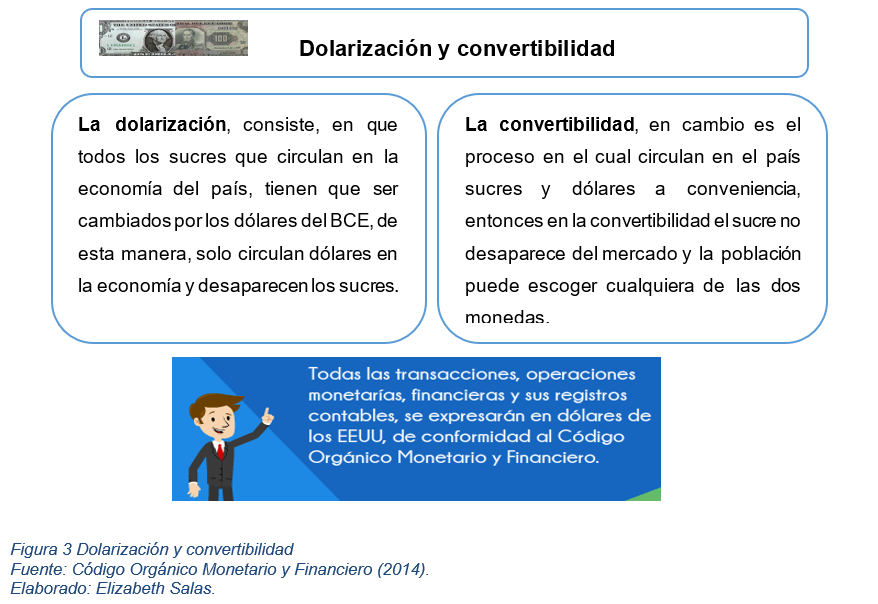 THE UNITED STATES OF
100
Dolarización y convertibilidad
La dolarización, consiste, en que
todos los sucres que circulan en la
economía del país, tienen que ser
cambiados por los dólares del BCE, de
esta manera, solo circulan dólares en
la economía y desaparecen los sucres.
La convertibilidad, en cambio es el
proceso en el cual circulan en el país
sucres y dólares a conveniencia,
entonces en la convertibilidad el sucre no
desaparece del mercado y la población
puede escoger cualquiera de las dos
monedas.
Todas las transacciones, operaciones
monetarías, financieras y sus registros
contables, se expresarán en dólares de
los EEUU, de conformidad al Código
Orgánico Monetario y Financiero.
Figura 3 Dolarización y convertibilidad
Fuente: Código Orgánico Monetario y Financiero (2014).
Elaborado: Elizabeth Salas.